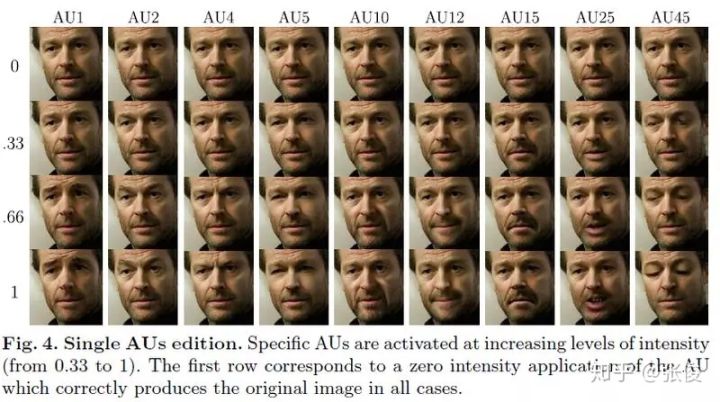 AU1 AU2 AU4 AU5 AU10 AU12 AU15 AU25 AU45
0
.33
.66
1
Fig. 4. Single AUs edition. Specific AUs are activated at increasing levels of intensity
(from 0.33 to 1). The first row corresponds to a zero intensity application of the AU
which correctly produces the original image in all cases.
知乎 @张俊